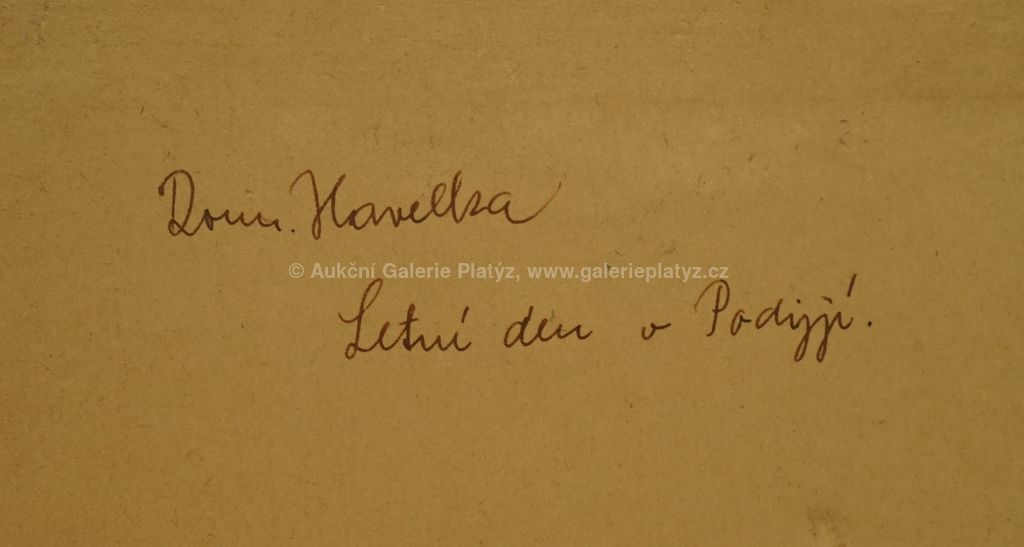 Dom. Havelka
© Aukční Galerie Platýz, www.galerieplatyz.cz
Letní den v Podyjí.